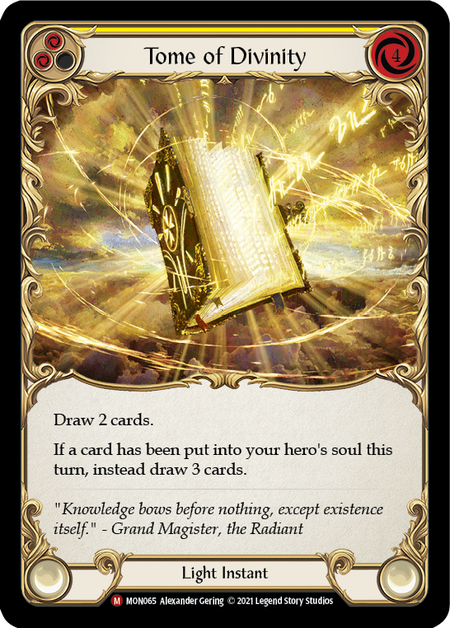 Tome of Divinity
4
Draw 2 cards.
If a card has been put into your hero's soul this
turn, instead draw 3 cards.
"Knowledge bows before nothing, except existence
itself." - Grand Magister, the Radiant
Light Instant
M MON065 Alexander Gering © 2021 Legend Story Studios